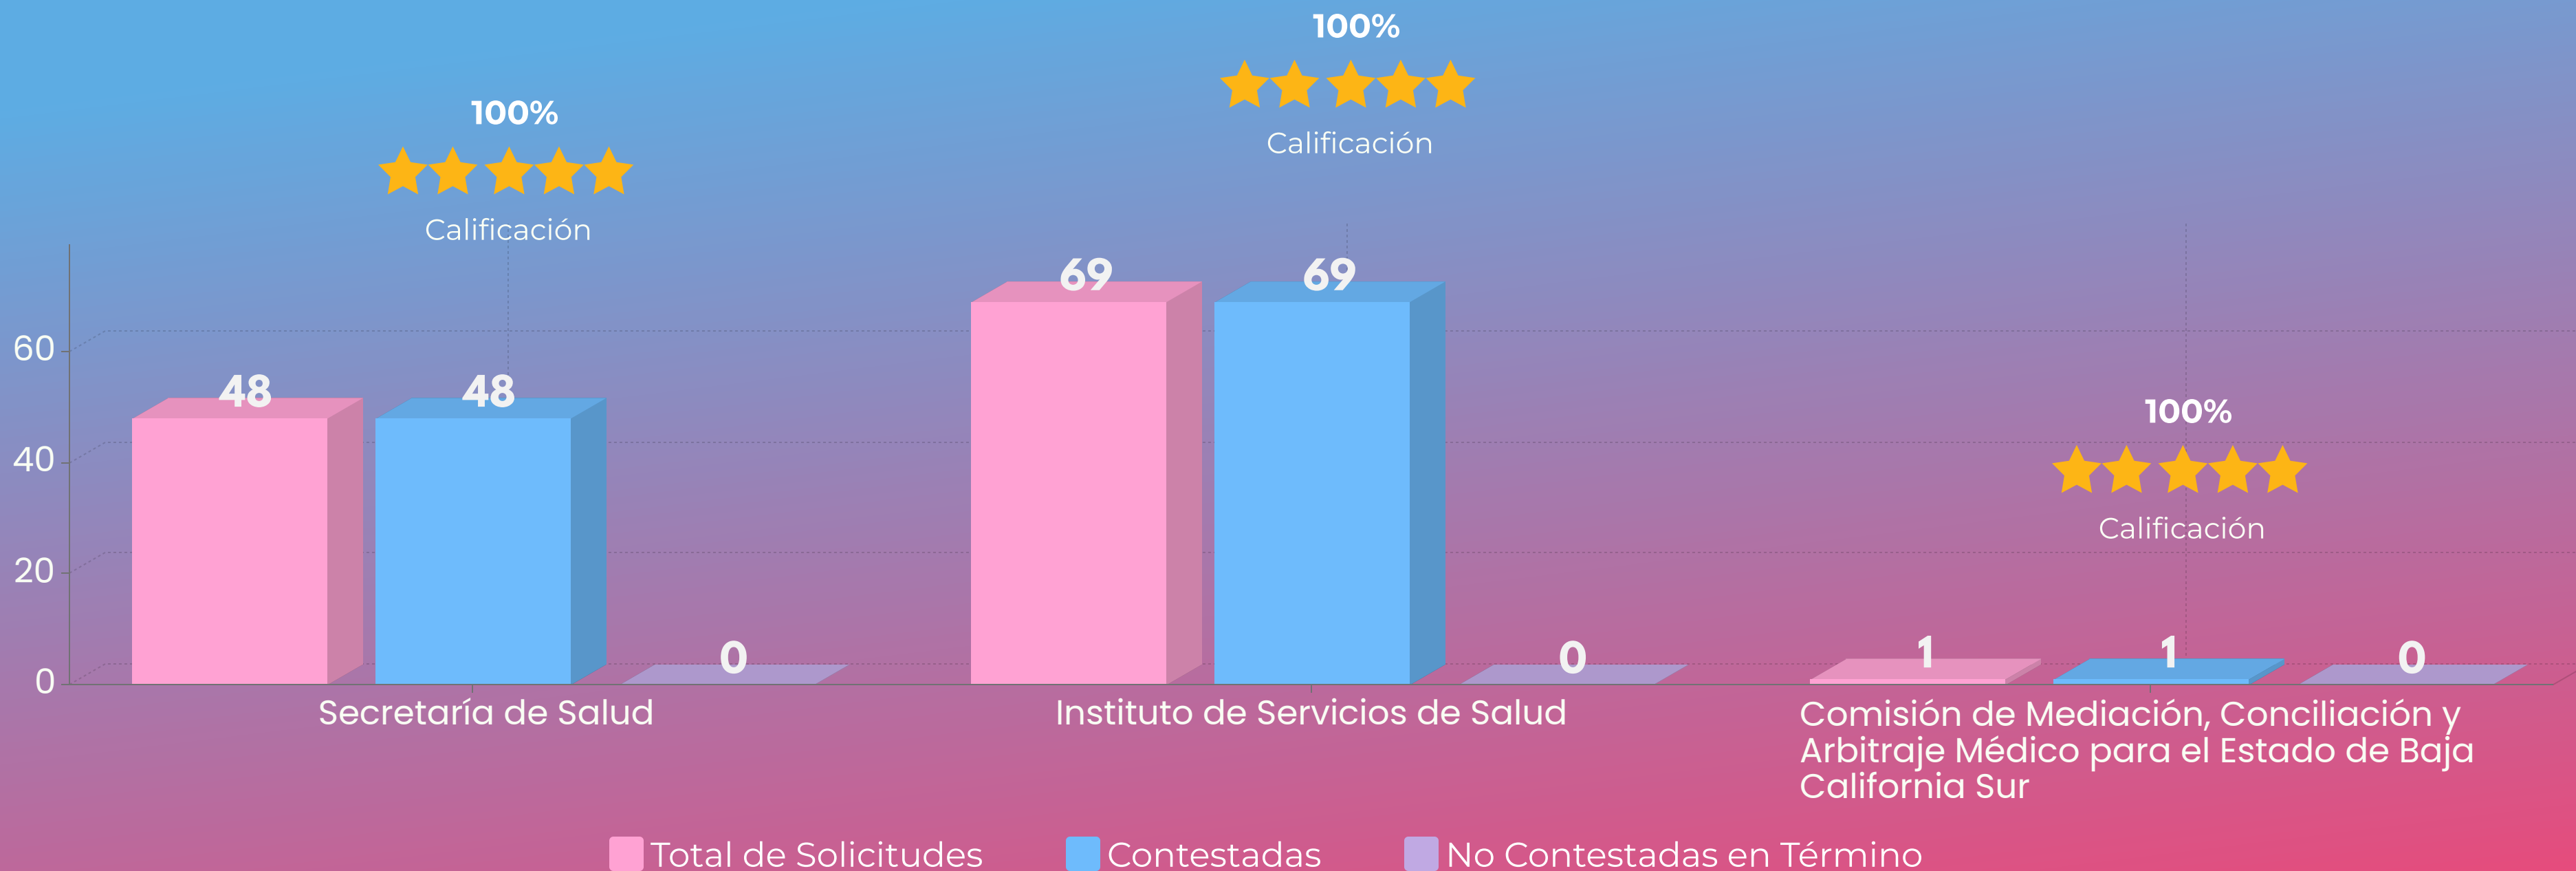 100%
Calificación
100%
Calificación
100%
Calificación
60
40
20
0
48
48
0
69
69
0
1
1
0
Secretaría de Salud
Instituto de Servicios de Salud
Comisión de Mediación, Conciliación y
Arbitraje Médico para el Estado de Baja
California Sur
Total de Solicitudes
Contestadas
No Contestadas en Término